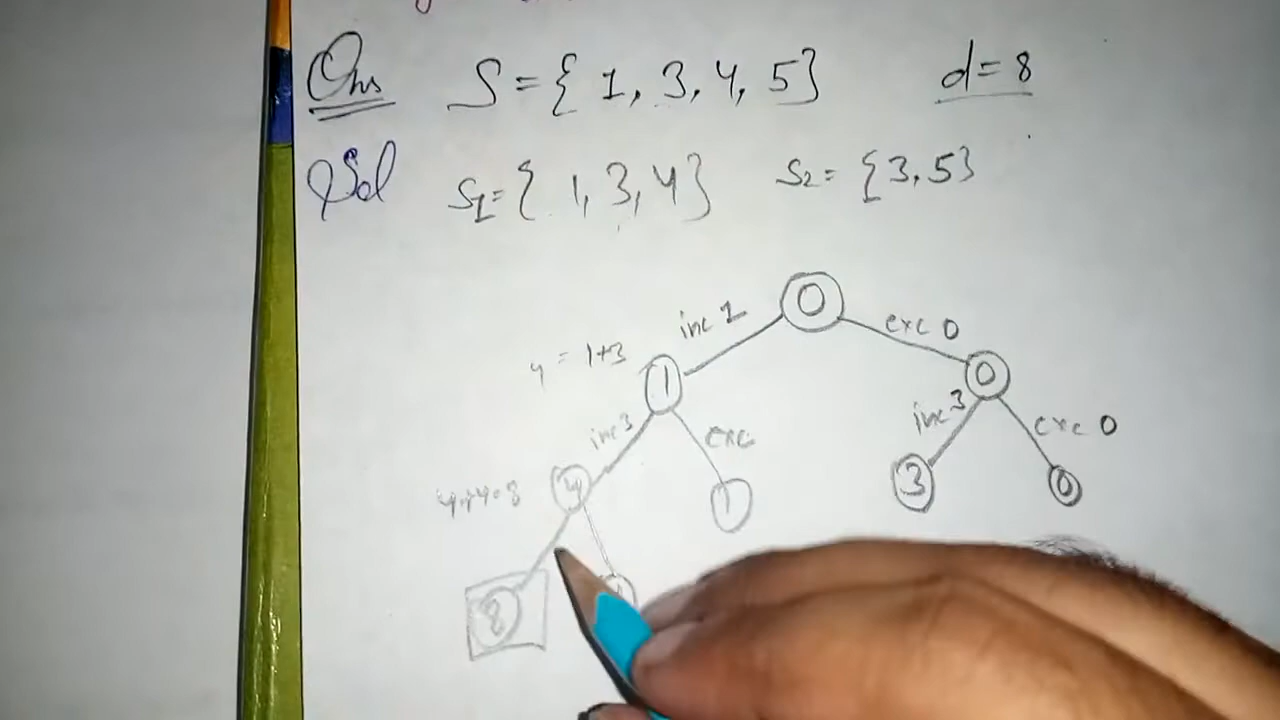 Ons S = { 1, 3, 4, 5} d = 8
Sol S1 = { 1, 3, 4} S2 = {3, 5}
0
inc 1 exc 0
4 = 1+3 1 0
inc 3 exc inc 3 exc 0
4+4=8 4 1 3 0
8